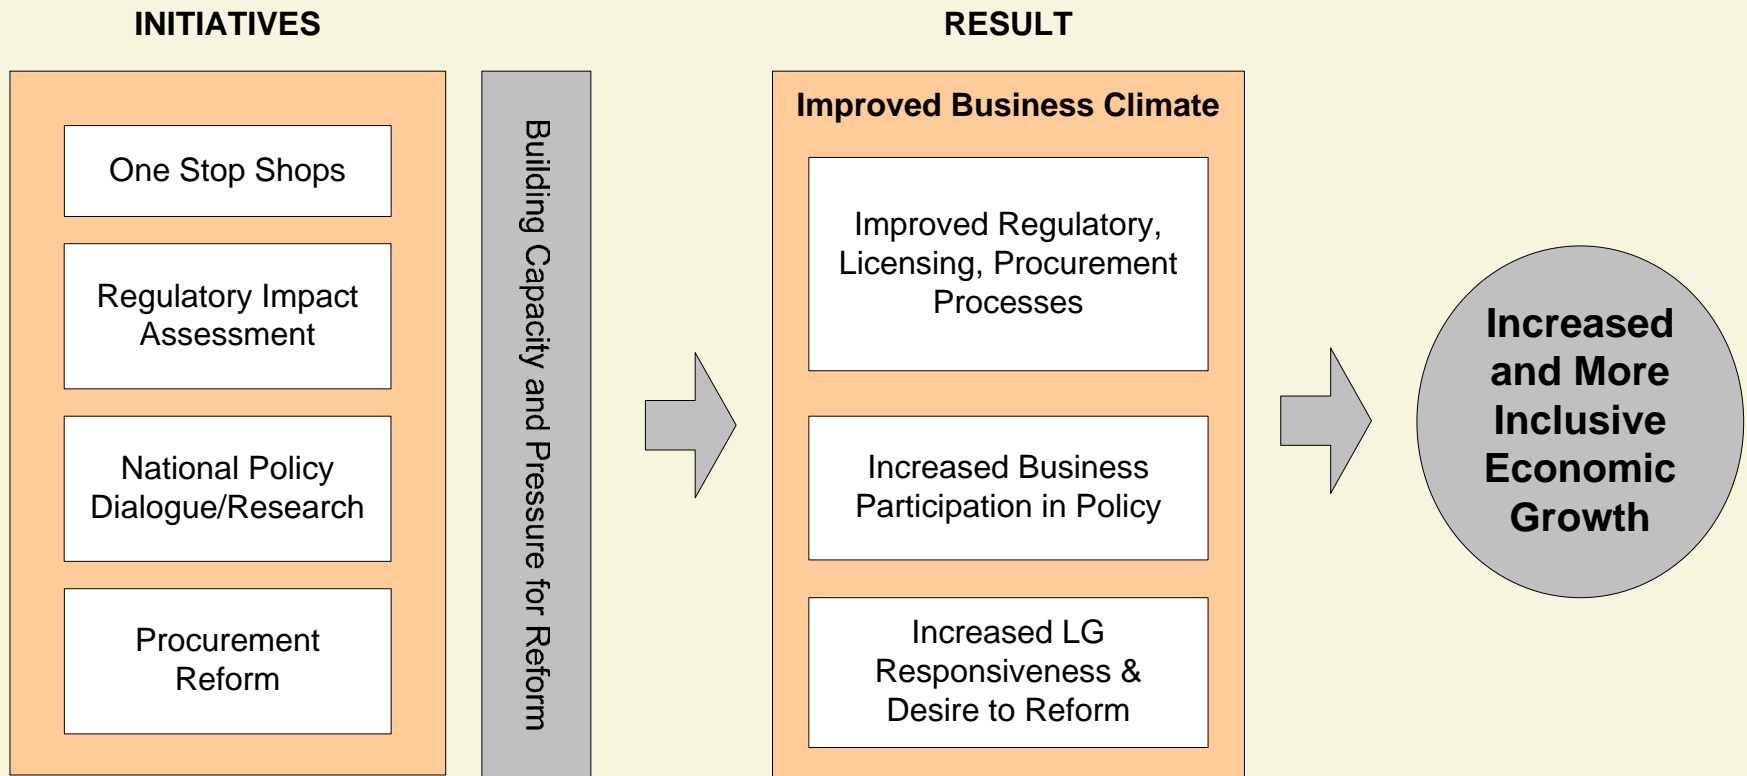 INITIATIVES
One Stop Shops
Regulatory Impact
Assessment
National Policy
Dialogue/Research
Procurement
Reform
Building Capacity and Pressure for Reform
RESULT
Improved Business Climate
Improved Regulatory,
Licensing, Procurement
Processes
Increased Business
Participation in Policy
Increased LG
Responsiveness &
Desire to Reform
Increased
and More
Inclusive
Economic
Growth